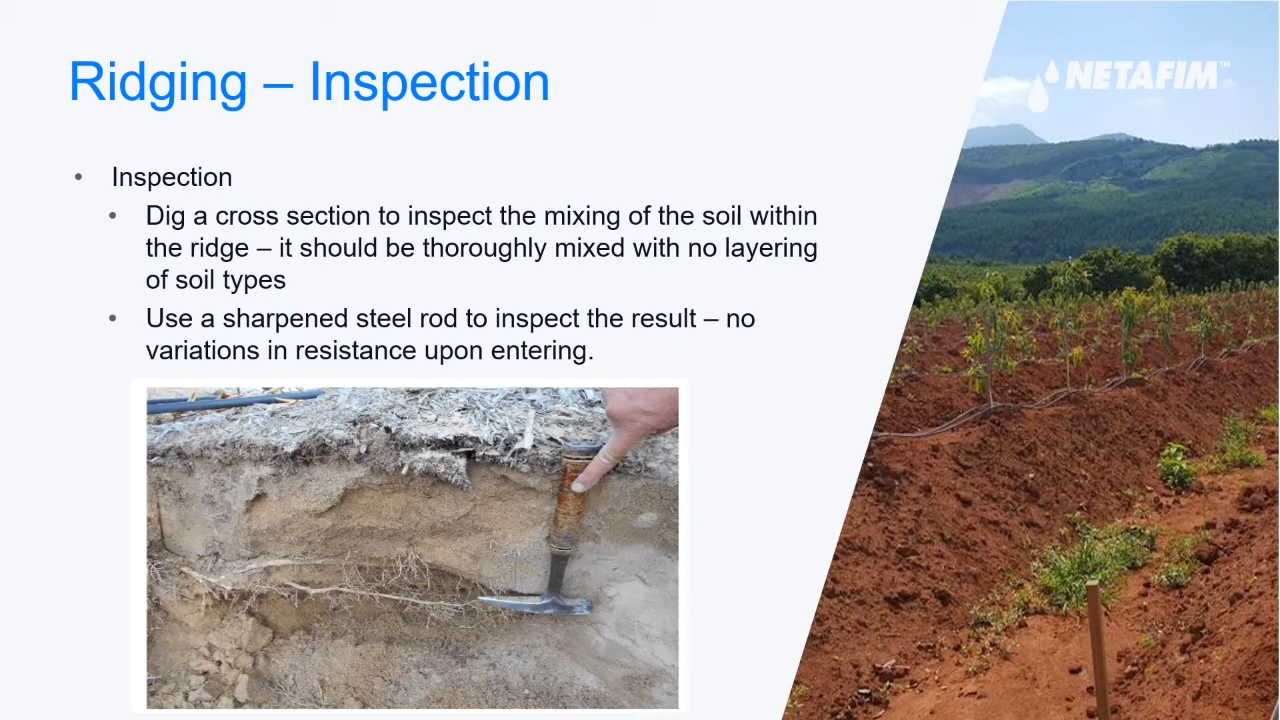 Ridging – Inspection
NETAFIM™
• Inspection
• Dig a cross section to inspect the mixing of the soil within
the ridge – it should be thoroughly mixed with no layering
of soil types
• Use a sharpened steel rod to inspect the result – no
variations in resistance upon entering.